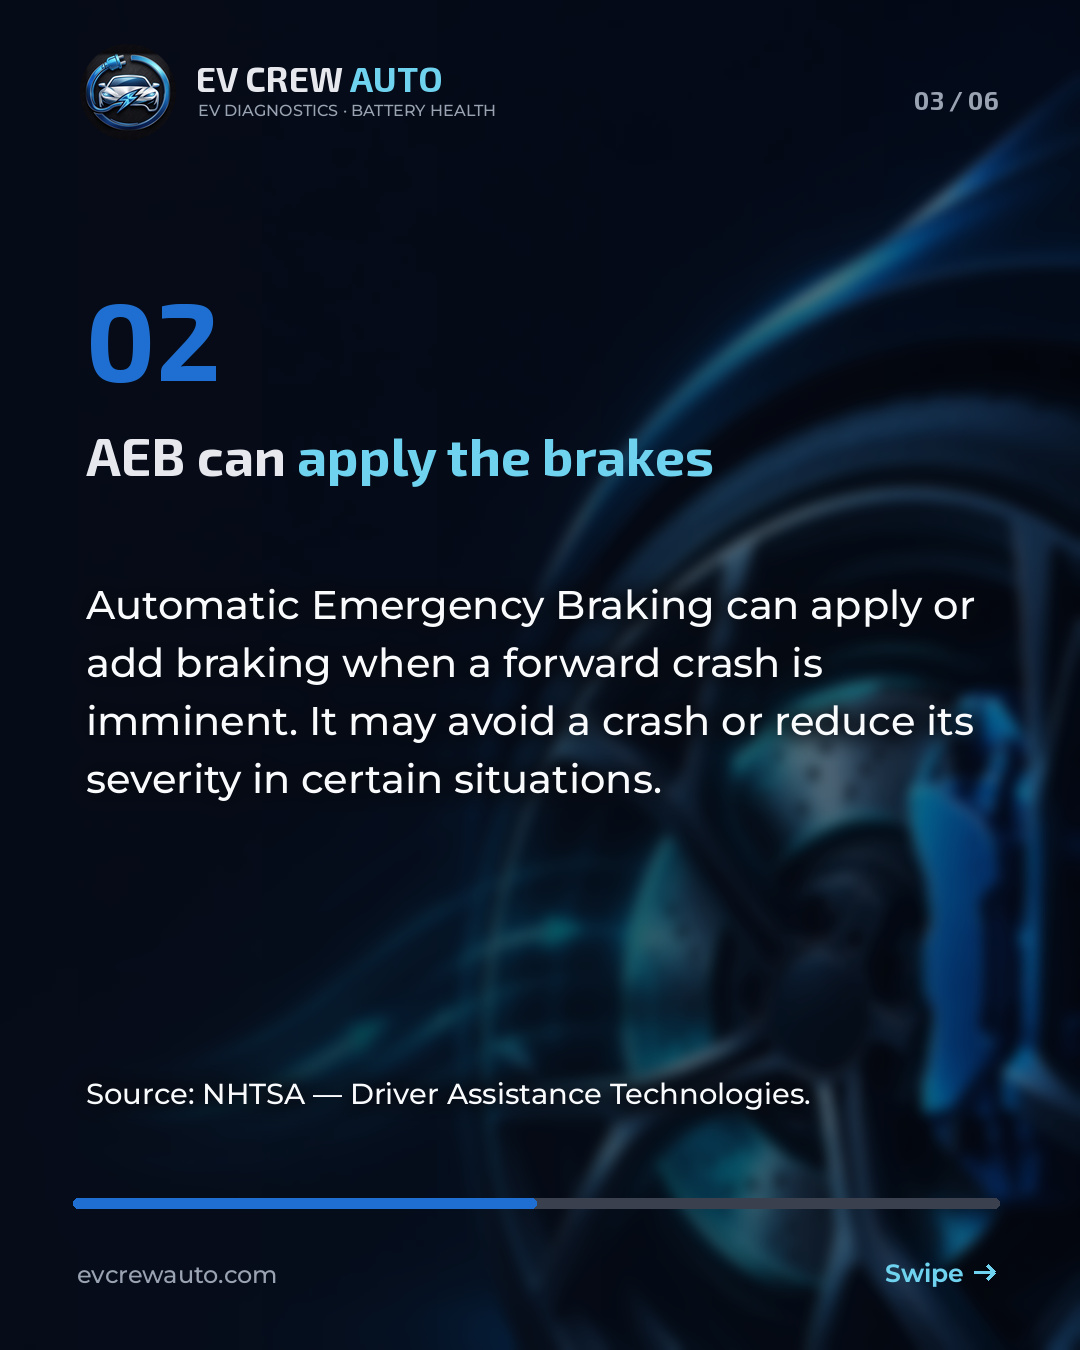 EV CREW AUTO
EV DIAGNOSTICS · BATTERY HEALTH
03 / 06
02
AEB can apply the brakes
Automatic Emergency Braking can apply or
add braking when a forward crash is
imminent. It may avoid a crash or reduce its
severity in certain situations.
Source: NHTSA — Driver Assistance Technologies.
evcrewauto.com
Swipe →